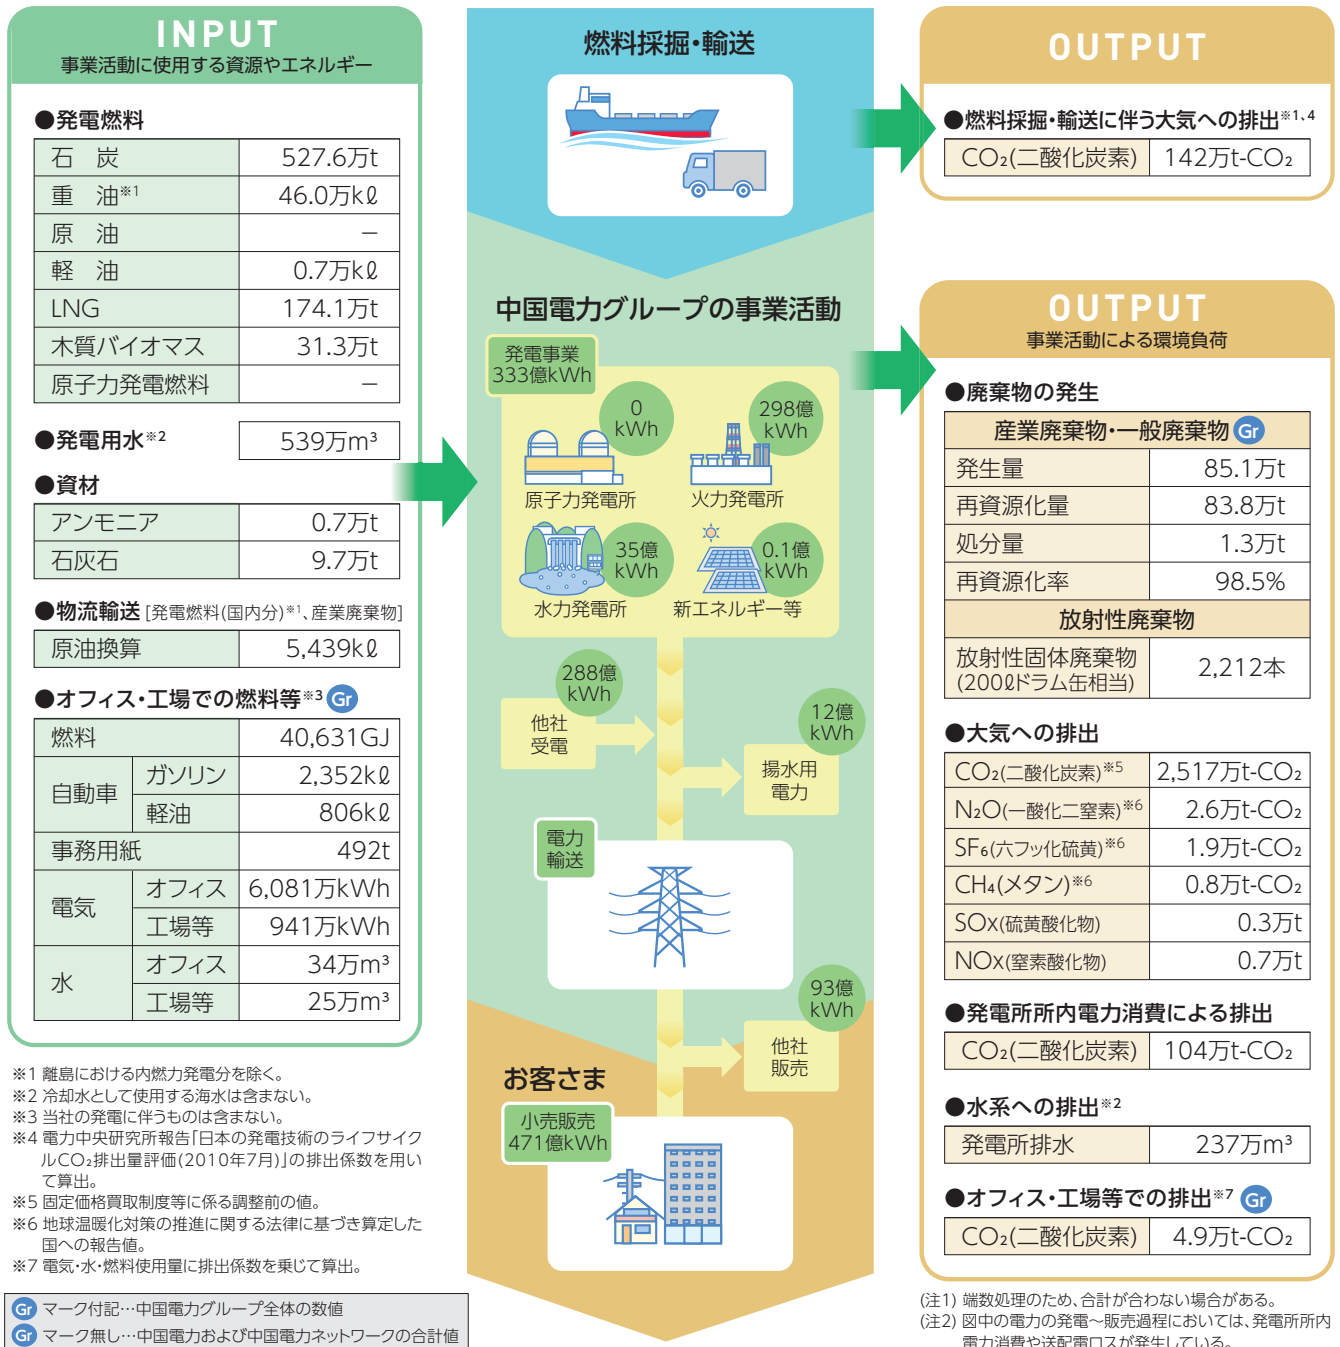 INPUT
事業活動に使用する資源やエネルギー
●発電燃料
石 炭 527.6万t
重 油※1 46.0万kℓ
原 油 −
軽 油 0.7万kℓ
LNG 174.1万t
木質バイオマス 31.3万t
原子力発電燃料 −
●発電用水※2 539万m³
●資材
アンモニア 0.7万t
石灰石 9.7万t
●物流輸送 [発電燃料(国内分)※1、産業廃棄物]
原油換算 5,439kℓ
●オフィス・工場での燃料等※3 Gr
燃料 40,631GJ
自動車 ガソリン 2,352kℓ
軽油 806kℓ
事務用紙 492t
電気 オフィス 6,081万kWh
工場等 941万kWh
水 オフィス 34万m³
工場等 25万m³
※1 離島における内燃力発電分を除く。
※2 冷却水として使用する海水は含まない。
※3 当社の発電に伴うものは含まない。
※4 電力中央研究所報告「日本の発電技術のライフサイク
ルCO₂排出量評価(2010年7月)」の排出係数を用い
て算出。
※5 固定価格買取制度等に係る調整前の値。
※6 地球温暖化対策の推進に関する法律に基づき算定した
国への報告値。
※7 電気・水・燃料使用量に排出係数を乗じて算出。
Gr マーク付記…中国電力グループ全体の数値
Gr マーク無し…中国電力および中国電力ネットワークの合計値
燃料採掘・輸送
中国電力グループの事業活動
発電事業
333億kWh
0
kWh
原子力発電所
298億
kWh
火力発電所
35億
kWh
水力発電所
0.1億
kWh
新エネルギー等
288億
kWh
他社
受電
12億
kWh
揚水用
電力
電力
輸送
93億
kWh
他社
販売
お客さま
小売販売
471億kWh
OUTPUT
●燃料採掘・輸送に伴う大気への排出※1、4
CO₂(二酸化炭素) 142万t-CO₂
OUTPUT
事業活動による環境負荷
●廃棄物の発生
産業廃棄物・一般廃棄物 Gr
発生量 85.1万t
再資源化量 83.8万t
処分量 1.3万t
再資源化率 98.5%
放射性廃棄物
放射性固体廃棄物
(200ℓドラム缶相当) 2,212本
●大気への排出
CO₂(二酸化炭素)※5 2,517万t-CO₂
N₂O(一酸化二窒素)※6 2.6万t-CO₂
SF₆(六フッ化硫黄)※6 1.9万t-CO₂
CH₄(メタン)※6 0.8万t-CO₂
SOx(硫黄酸化物) 0.3万t
NOx(窒素酸化物) 0.7万t
●発電所所内電力消費による排出
CO₂(二酸化炭素) 104万t-CO₂
●水系への排出※2
発電所排水 237万m³
●オフィス・工場等での排出※7 Gr
CO₂(二酸化炭素) 4.9万t-CO₂
(注1) 端数処理のため、合計が合わない場合がある。
(注2) 図中の電力の発電〜販売過程においては、発電所所内
電力消費や送配電ロスが発生している。